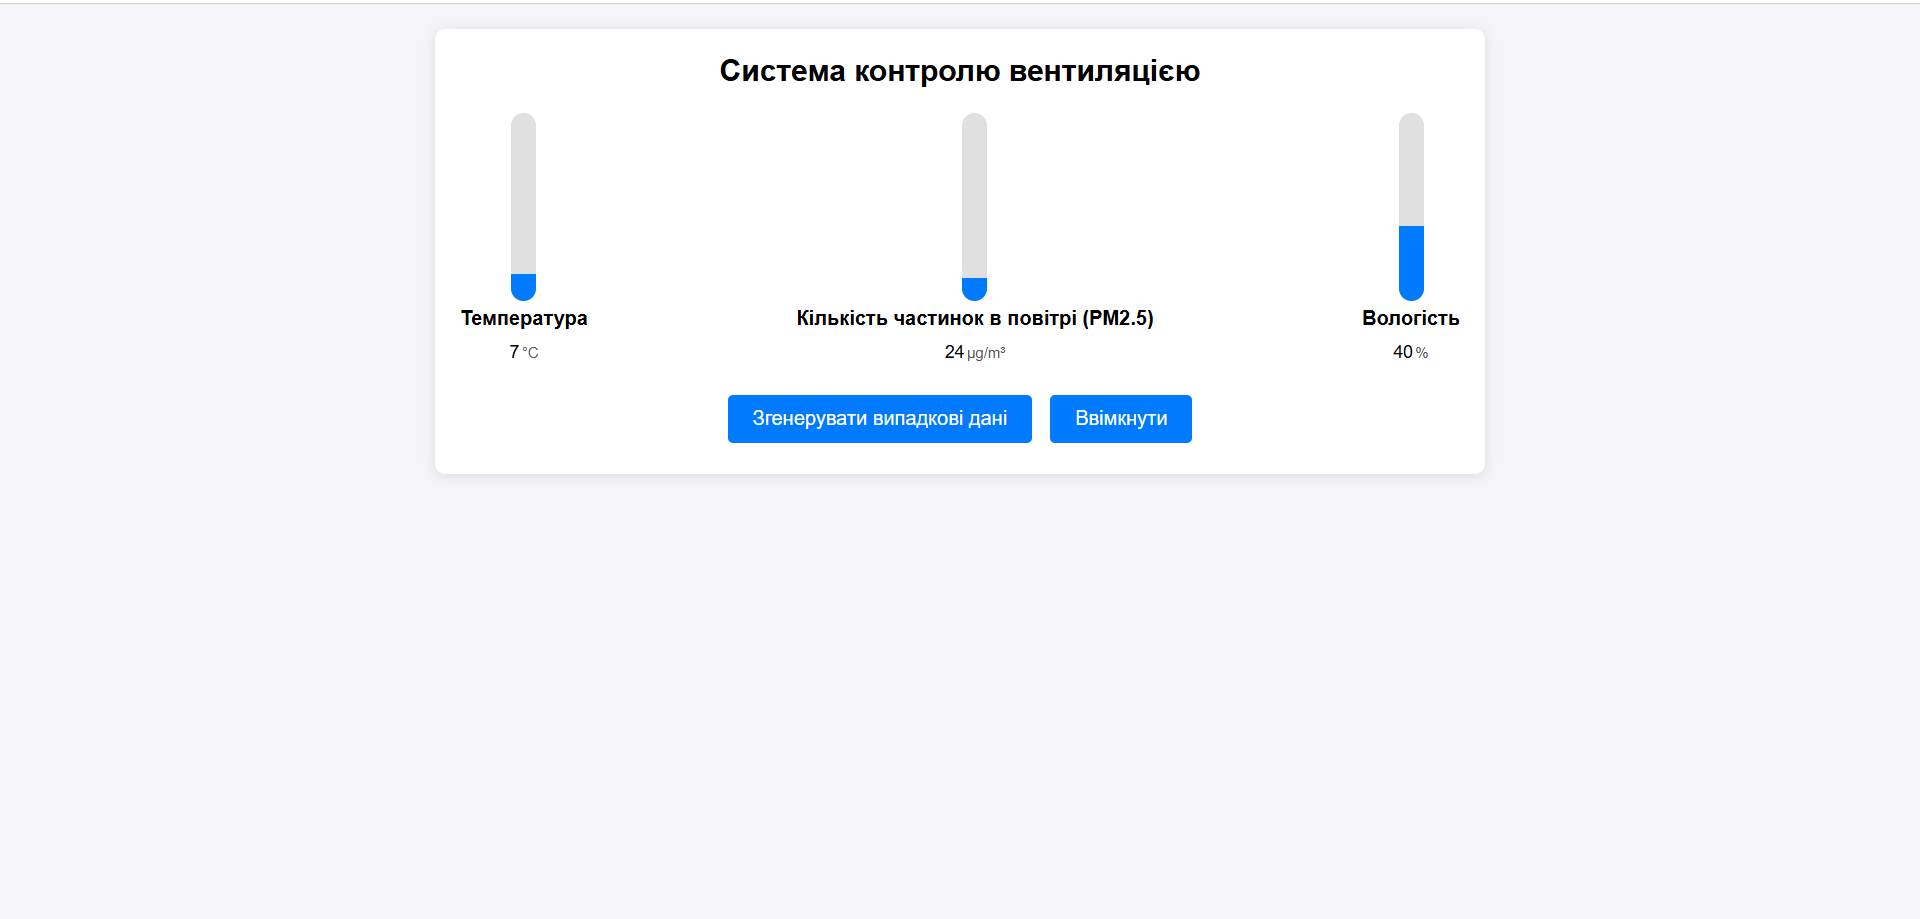 Система контролю вентиляцією
Температура
7 °C
Кількість частинок в повітрі (PM2.5)
24 µg/m³
Вологість
40 %
Згенерувати випадкові дані
Ввімкнути